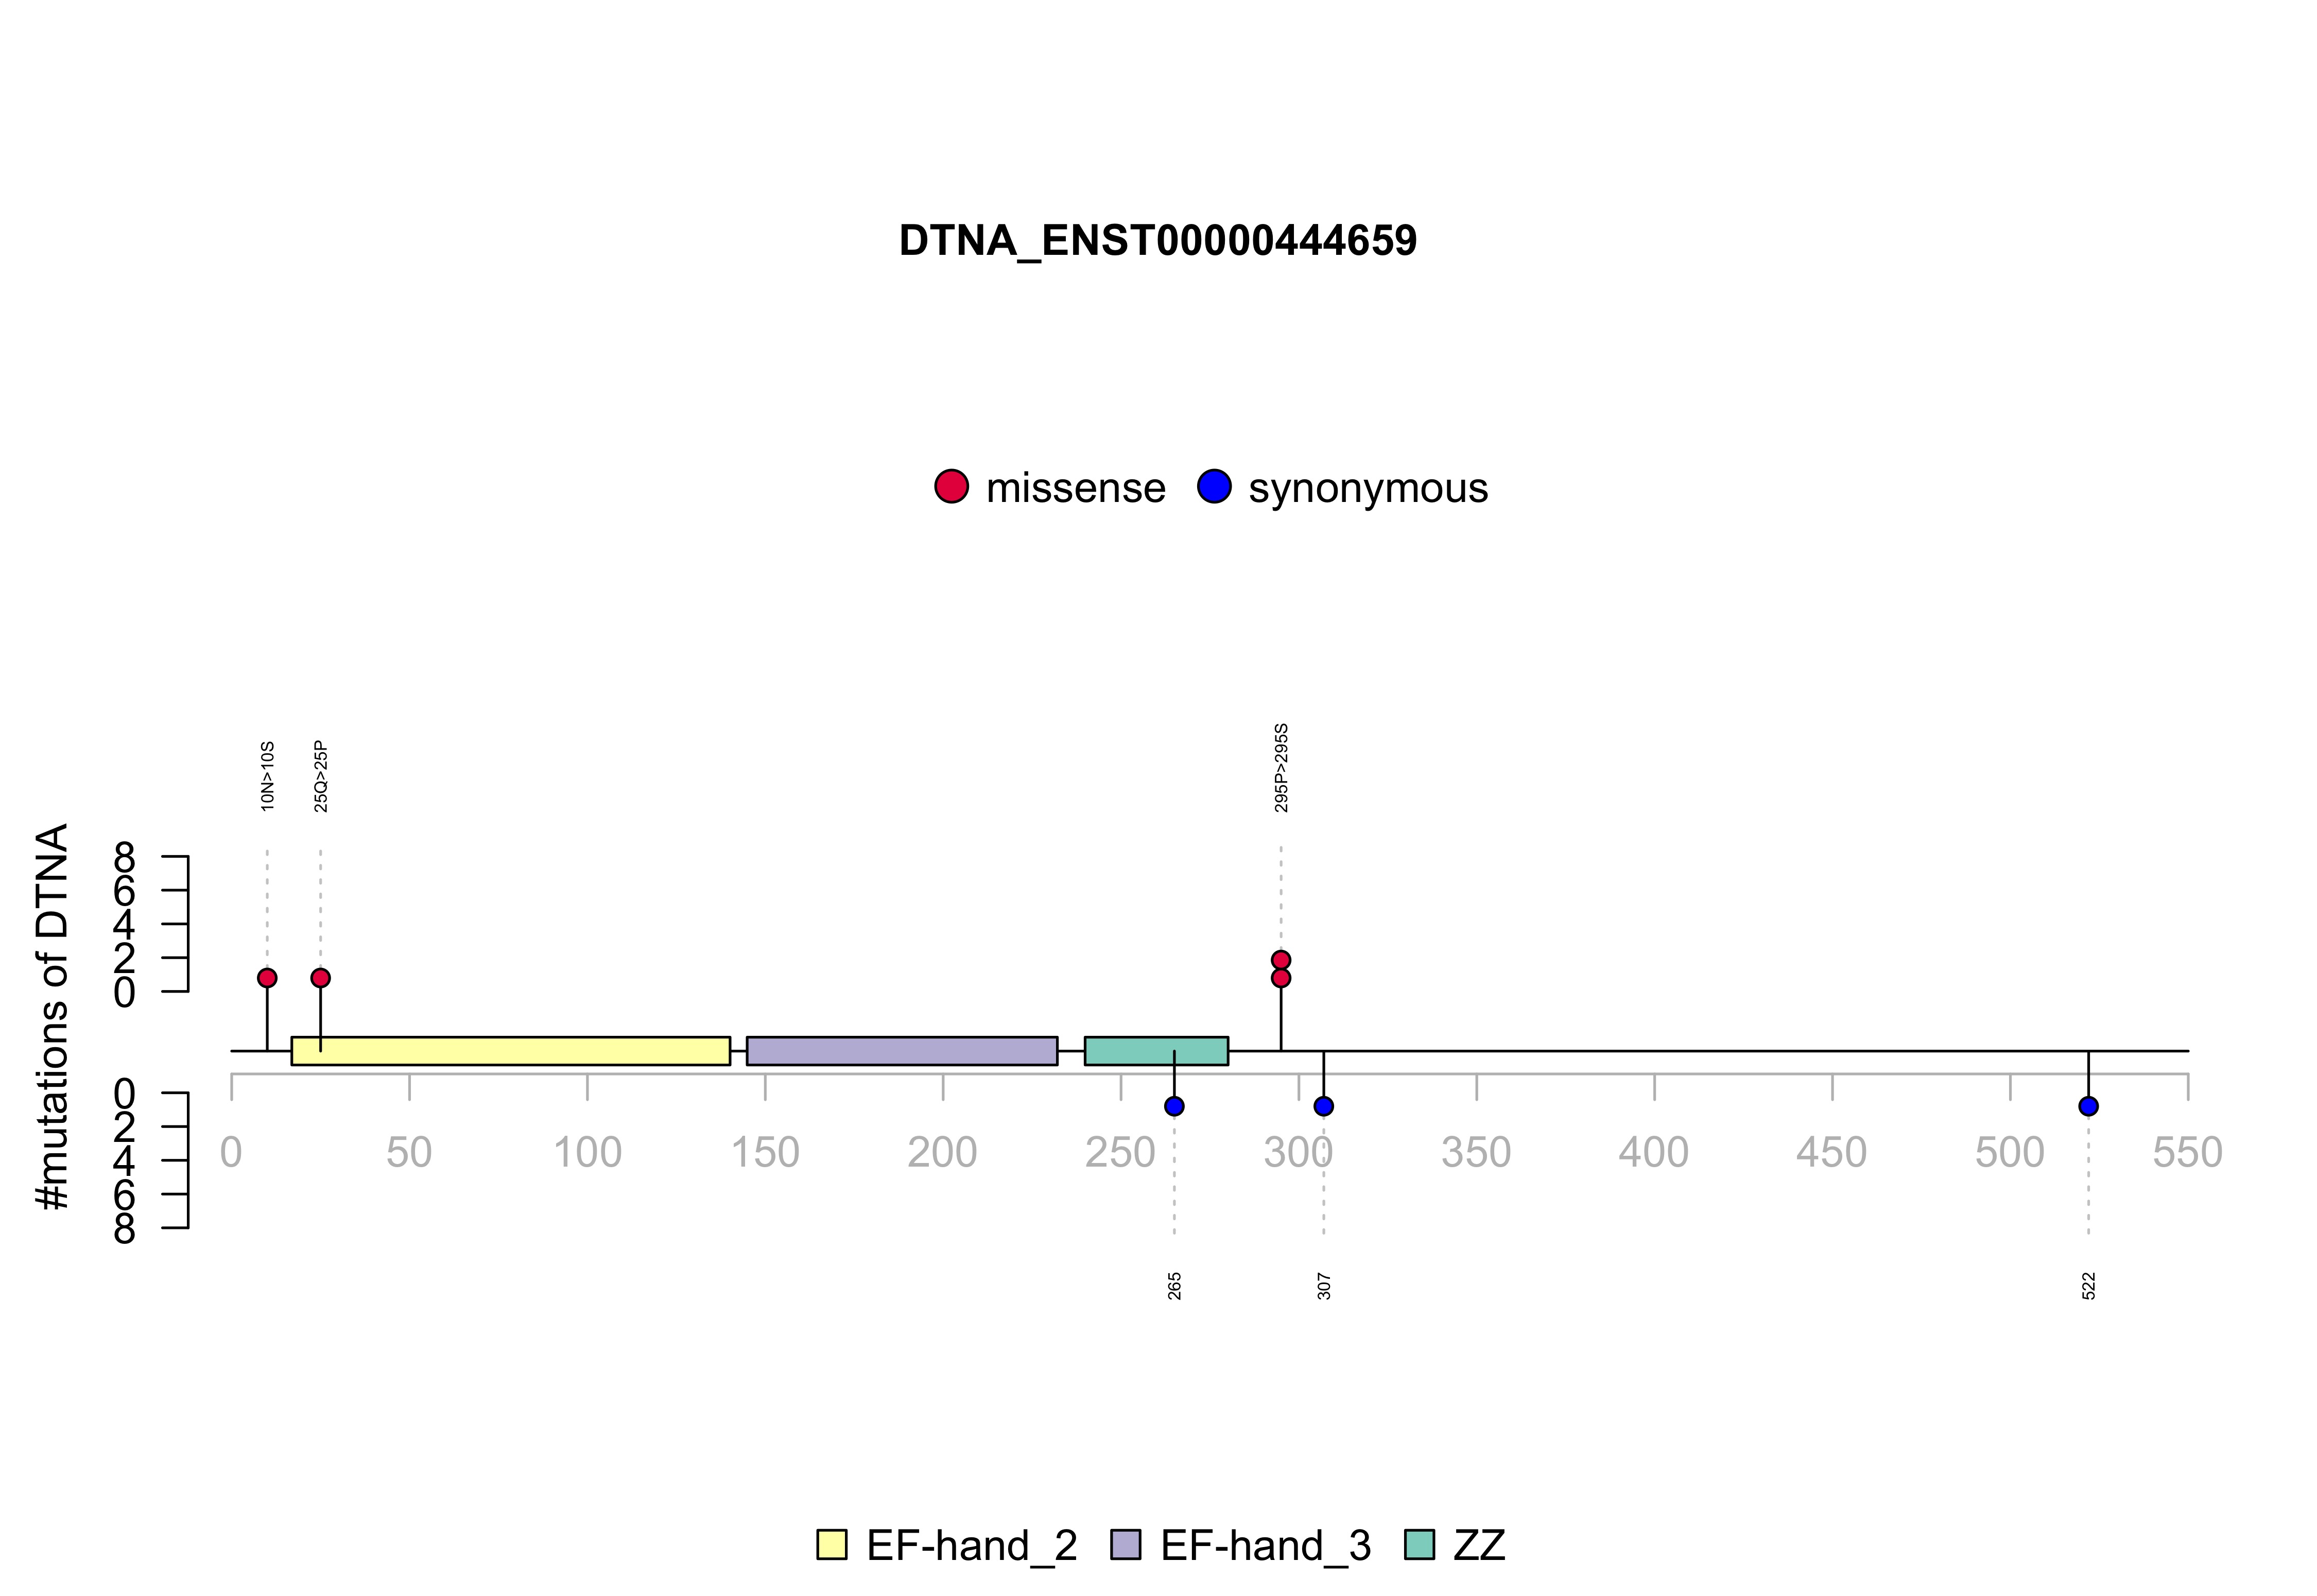 DTNA_ENST00000444659
missense synonymous
10N>10S 25Q>25P 295P>295S
#mutations of DTNA
8
6
4
2
0
0
2
4
6
8
0 50 100 150 200 250 300 350 400 450 500 550
265 307 522
EF-hand_2 EF-hand_3 ZZ